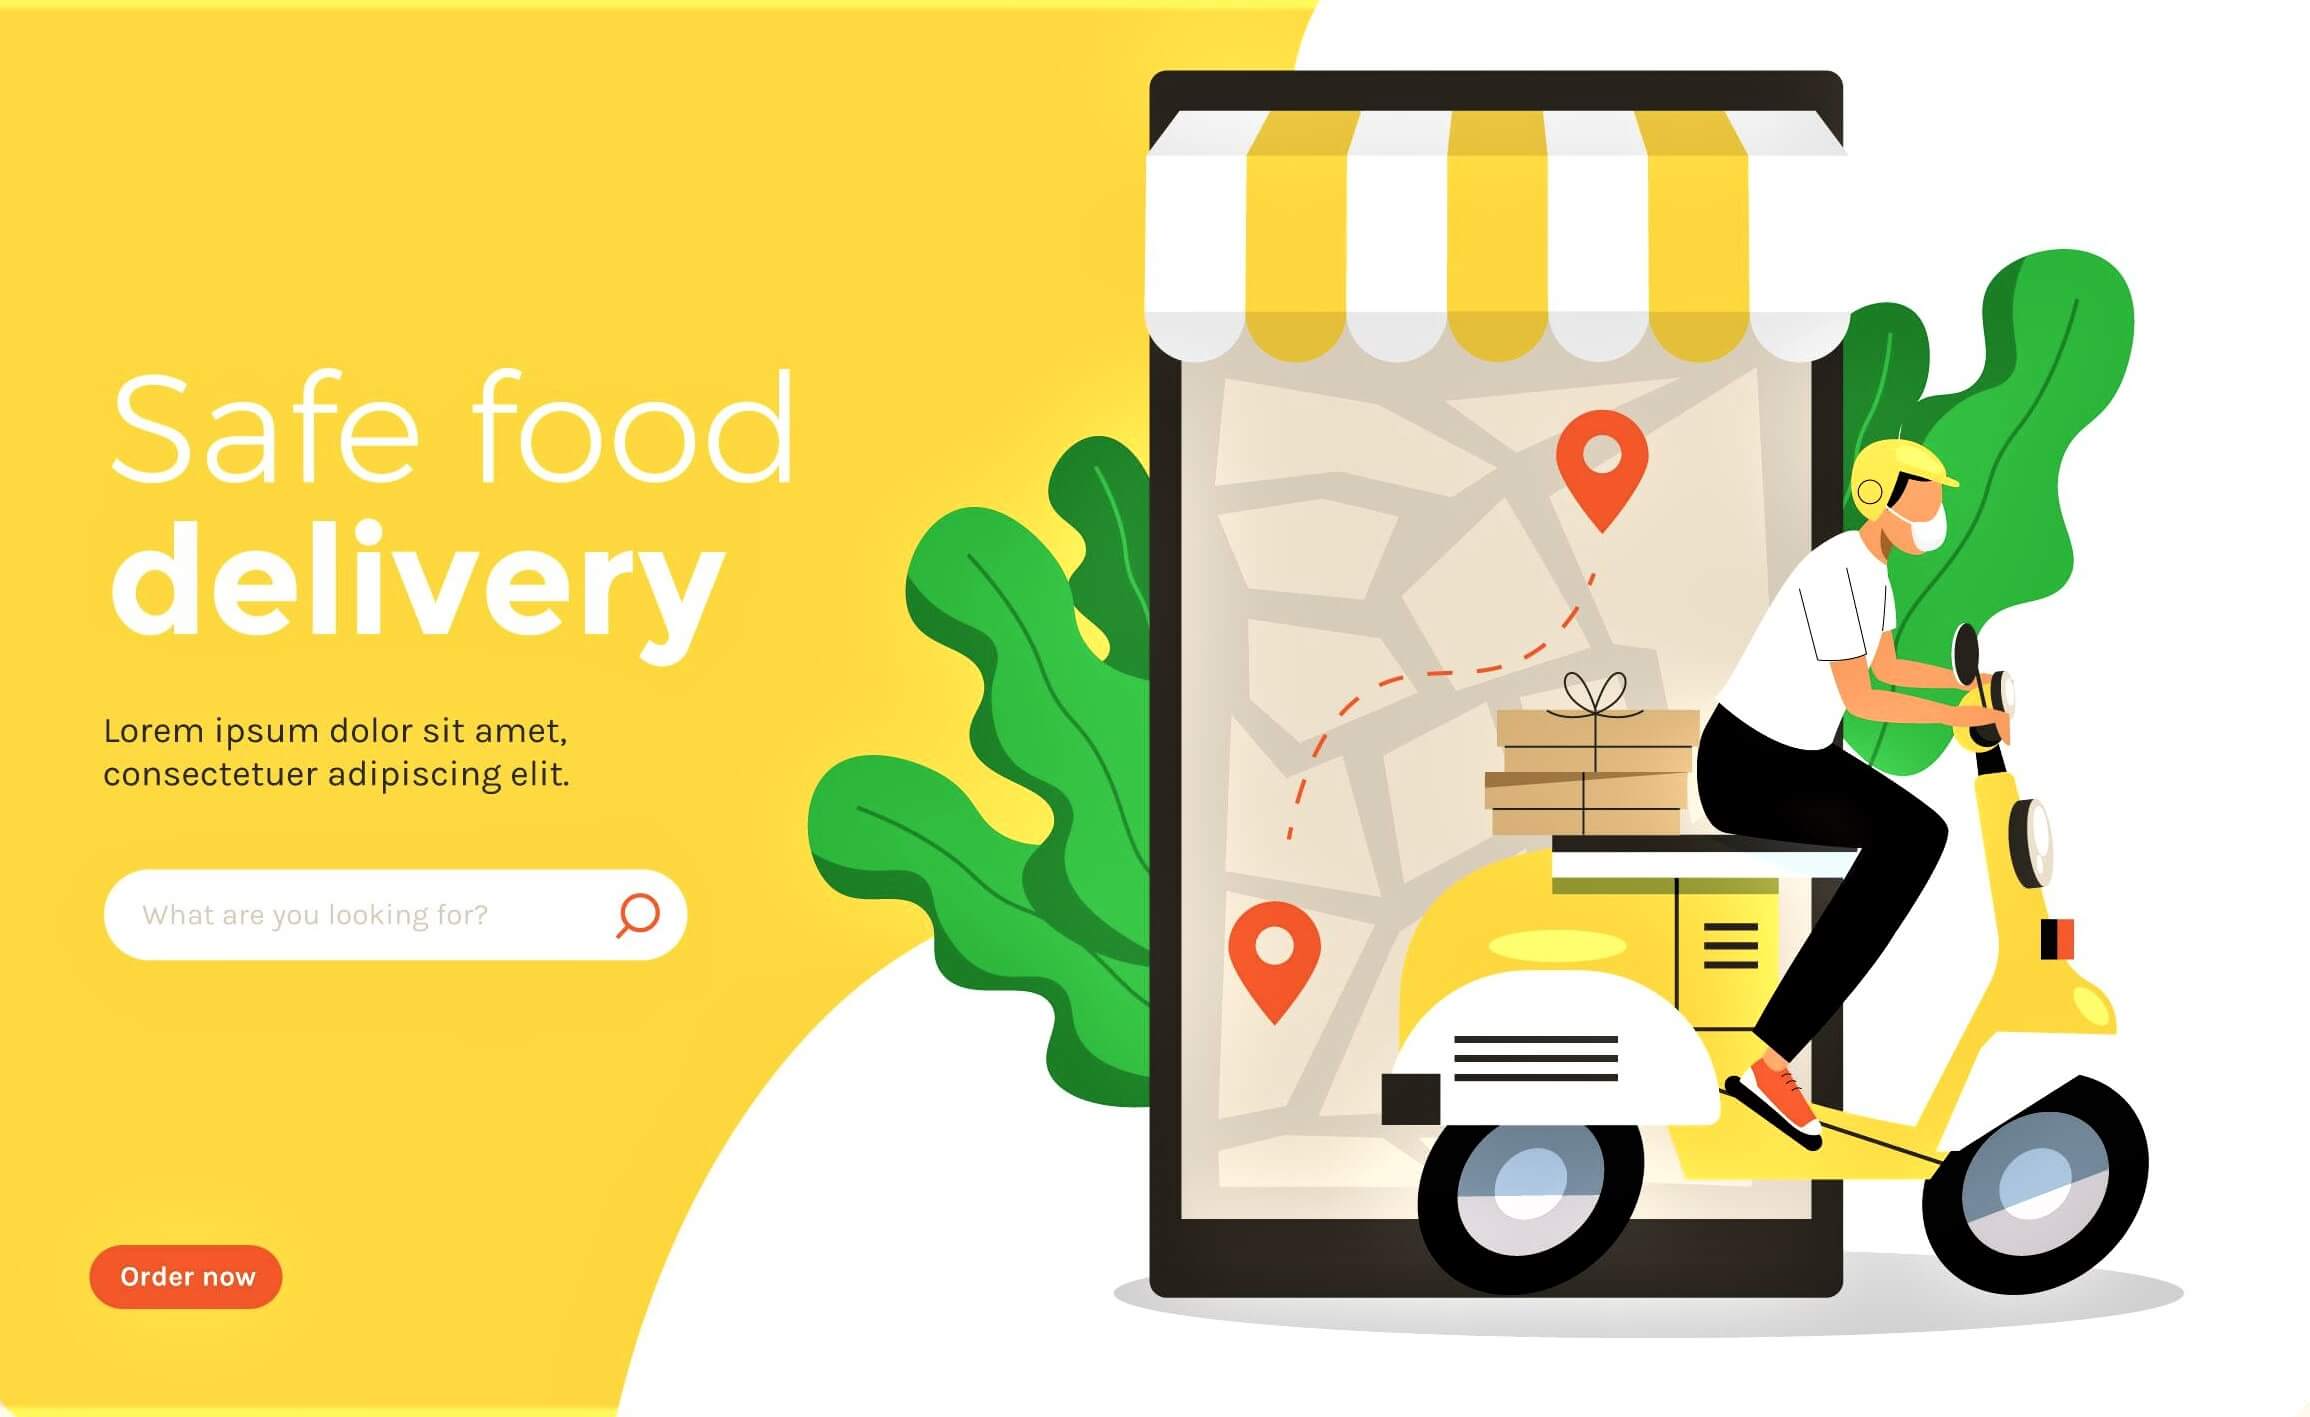 Safe food
delivery
Lorem ipsum dolor sit amet,
consectetuer adipiscing elit.
What are you looking for?
Order now